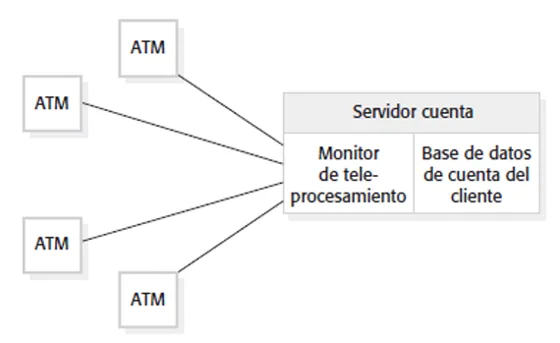 ATM
ATM
Servidor cuenta
Monitor
de tele-
procesamiento
Base de datos
de cuenta del
cliente
ATM
ATM